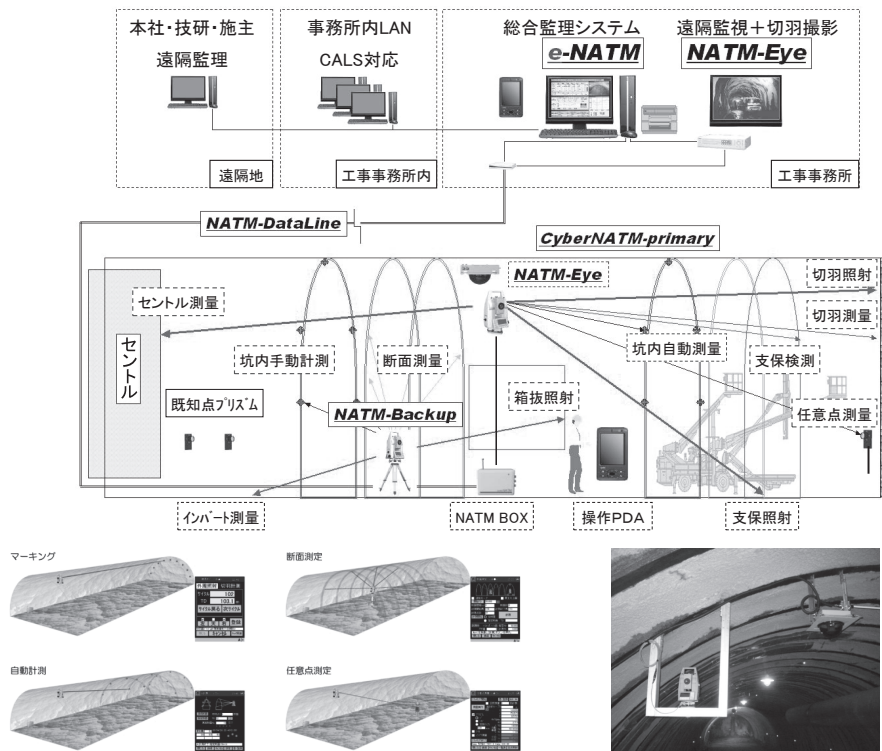 本社・技研・施主
遠隔監理
事務所内LAN
CALS対応
総合監理システム
e-NATM
遠隔監視＋切羽撮影
NATM-Eye
遠隔地
工事事務所内
工事事務所
NATM-DataLine
CyberNATM-primary
NATM-Eye
切羽照射
セントル測量
切羽測量
セントル
坑内手動計測
断面測量
坑内自動測量
支保検測
既知点プリズム
NATM-Backup
箱抜照射
任意点測量
インバート測量
NATM BOX
操作PDA
支保照射
マーキング
断面測定
自動計測
任意点測定